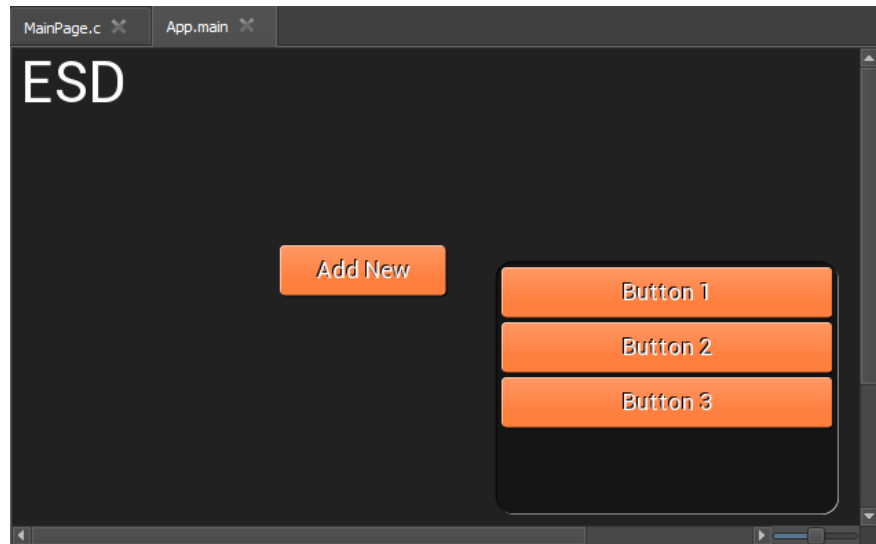 MainPage.c
App.main
ESD
Add New
Button 1
Button 2
Button 3